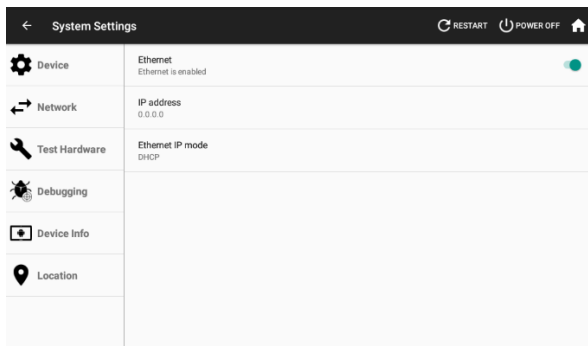 System Settings
RESTART
POWER OFF
Device
Network
Test Hardware
Debugging
Device Info
Location
Ethernet
Ethernet is enabled
IP address
0.0.0.0
Ethernet IP mode
DHCP